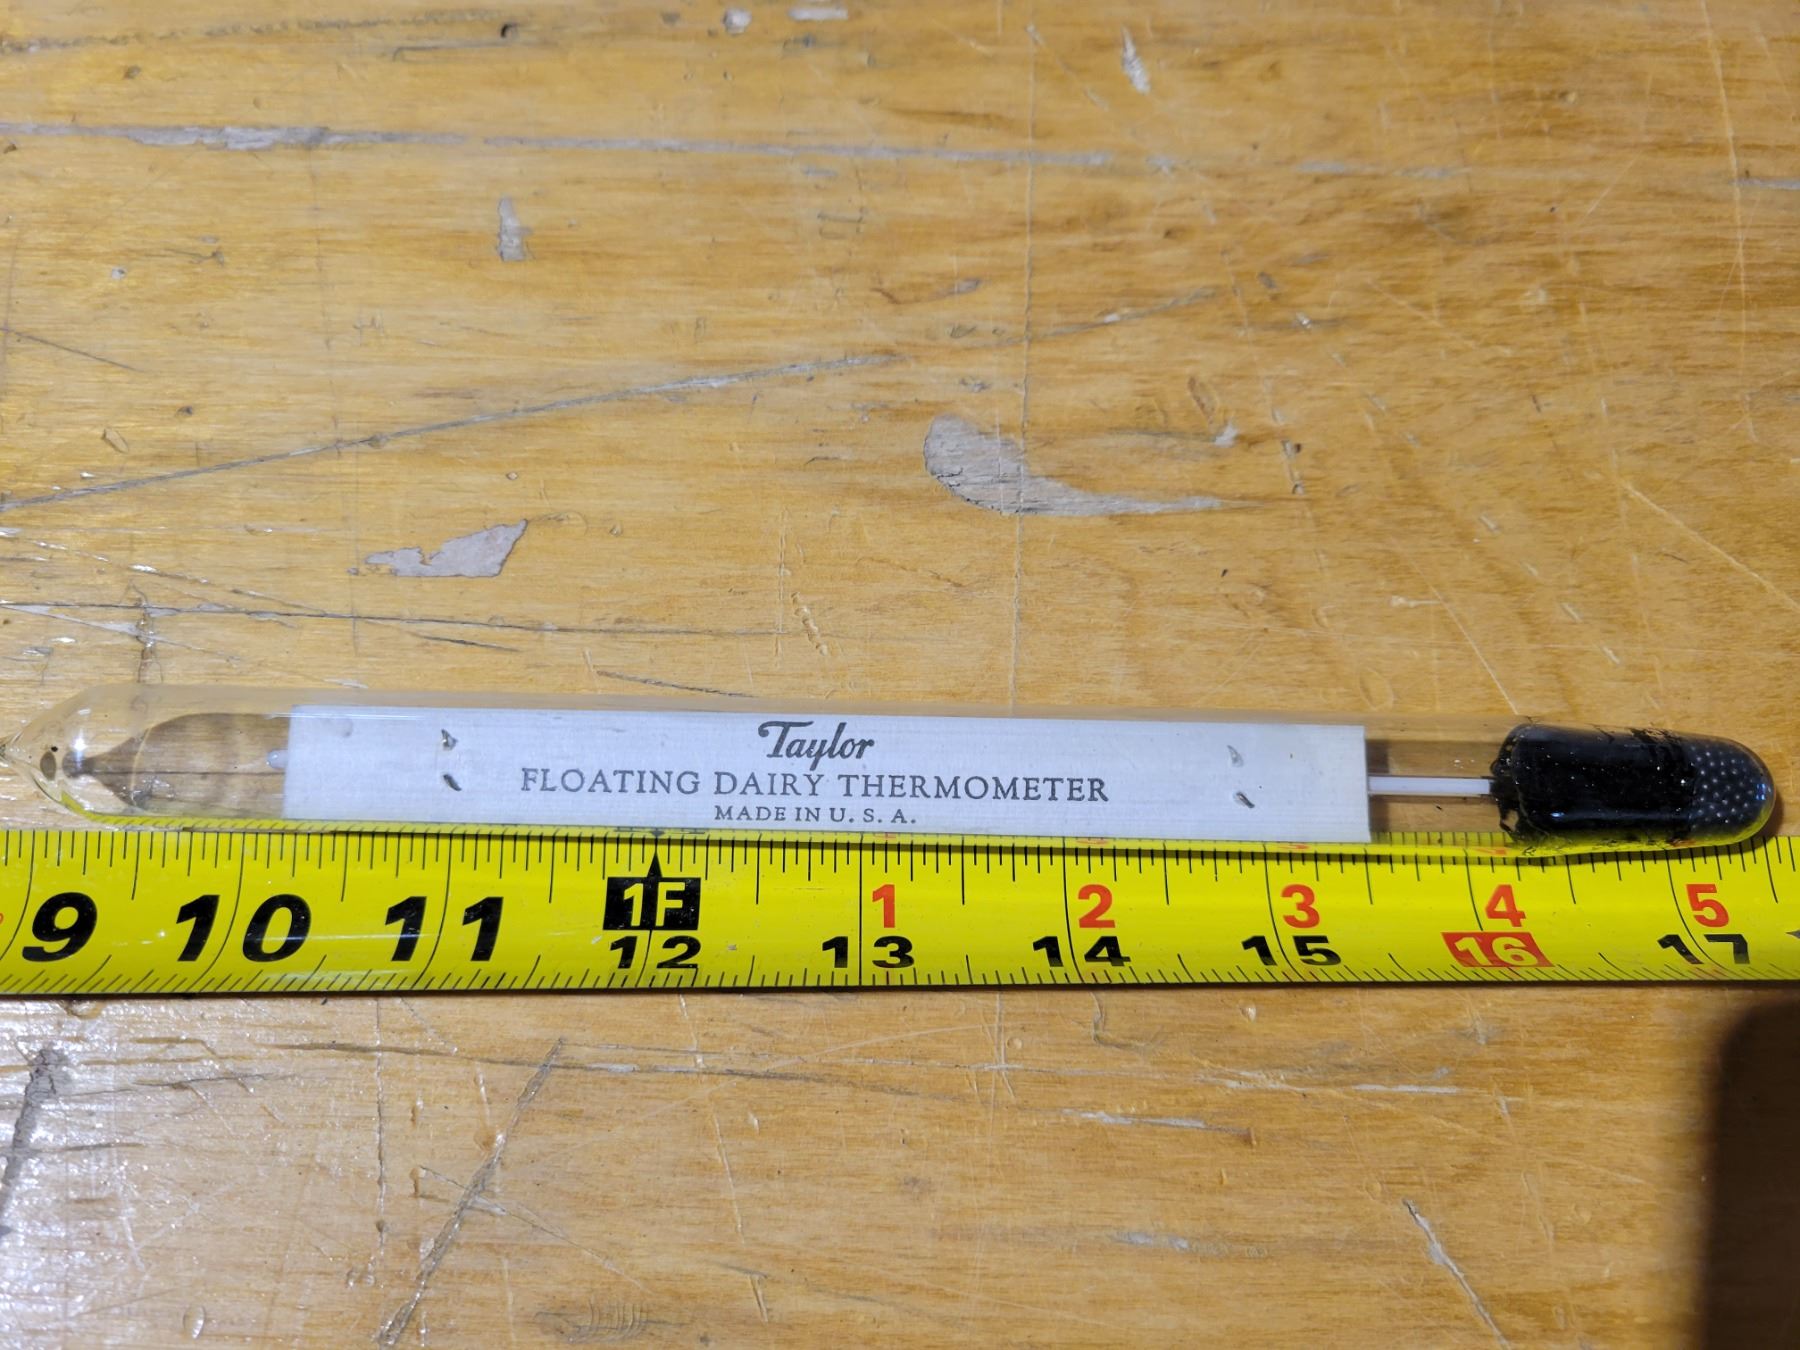 Taylor
FLOATING DAIRY THERMOMETER
MADE IN U. S. A.
1F 1 2 3 4 5
9 10 11 12 13 14 15 16 17